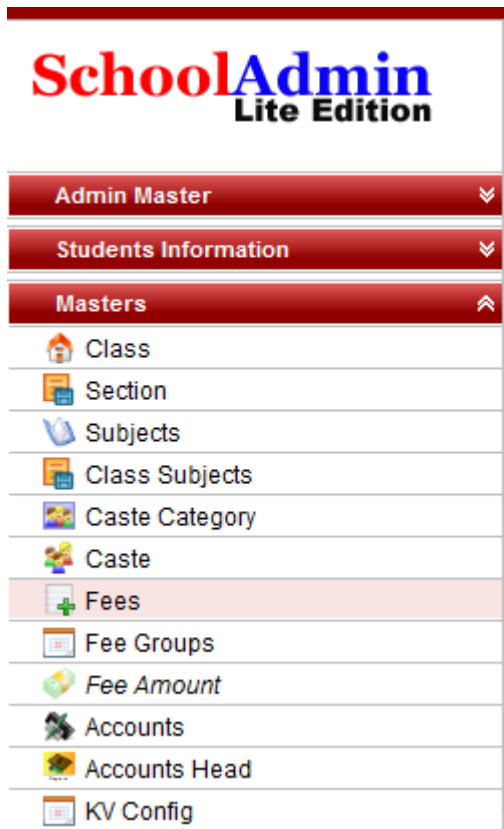 SchoolAdmin
Lite Edition
Admin Master
Students Information
Masters
Class
Section
Subjects
Class Subjects
Caste Category
Caste
Fees
Fee Groups
Fee Amount
Accounts
Accounts Head
KV Config